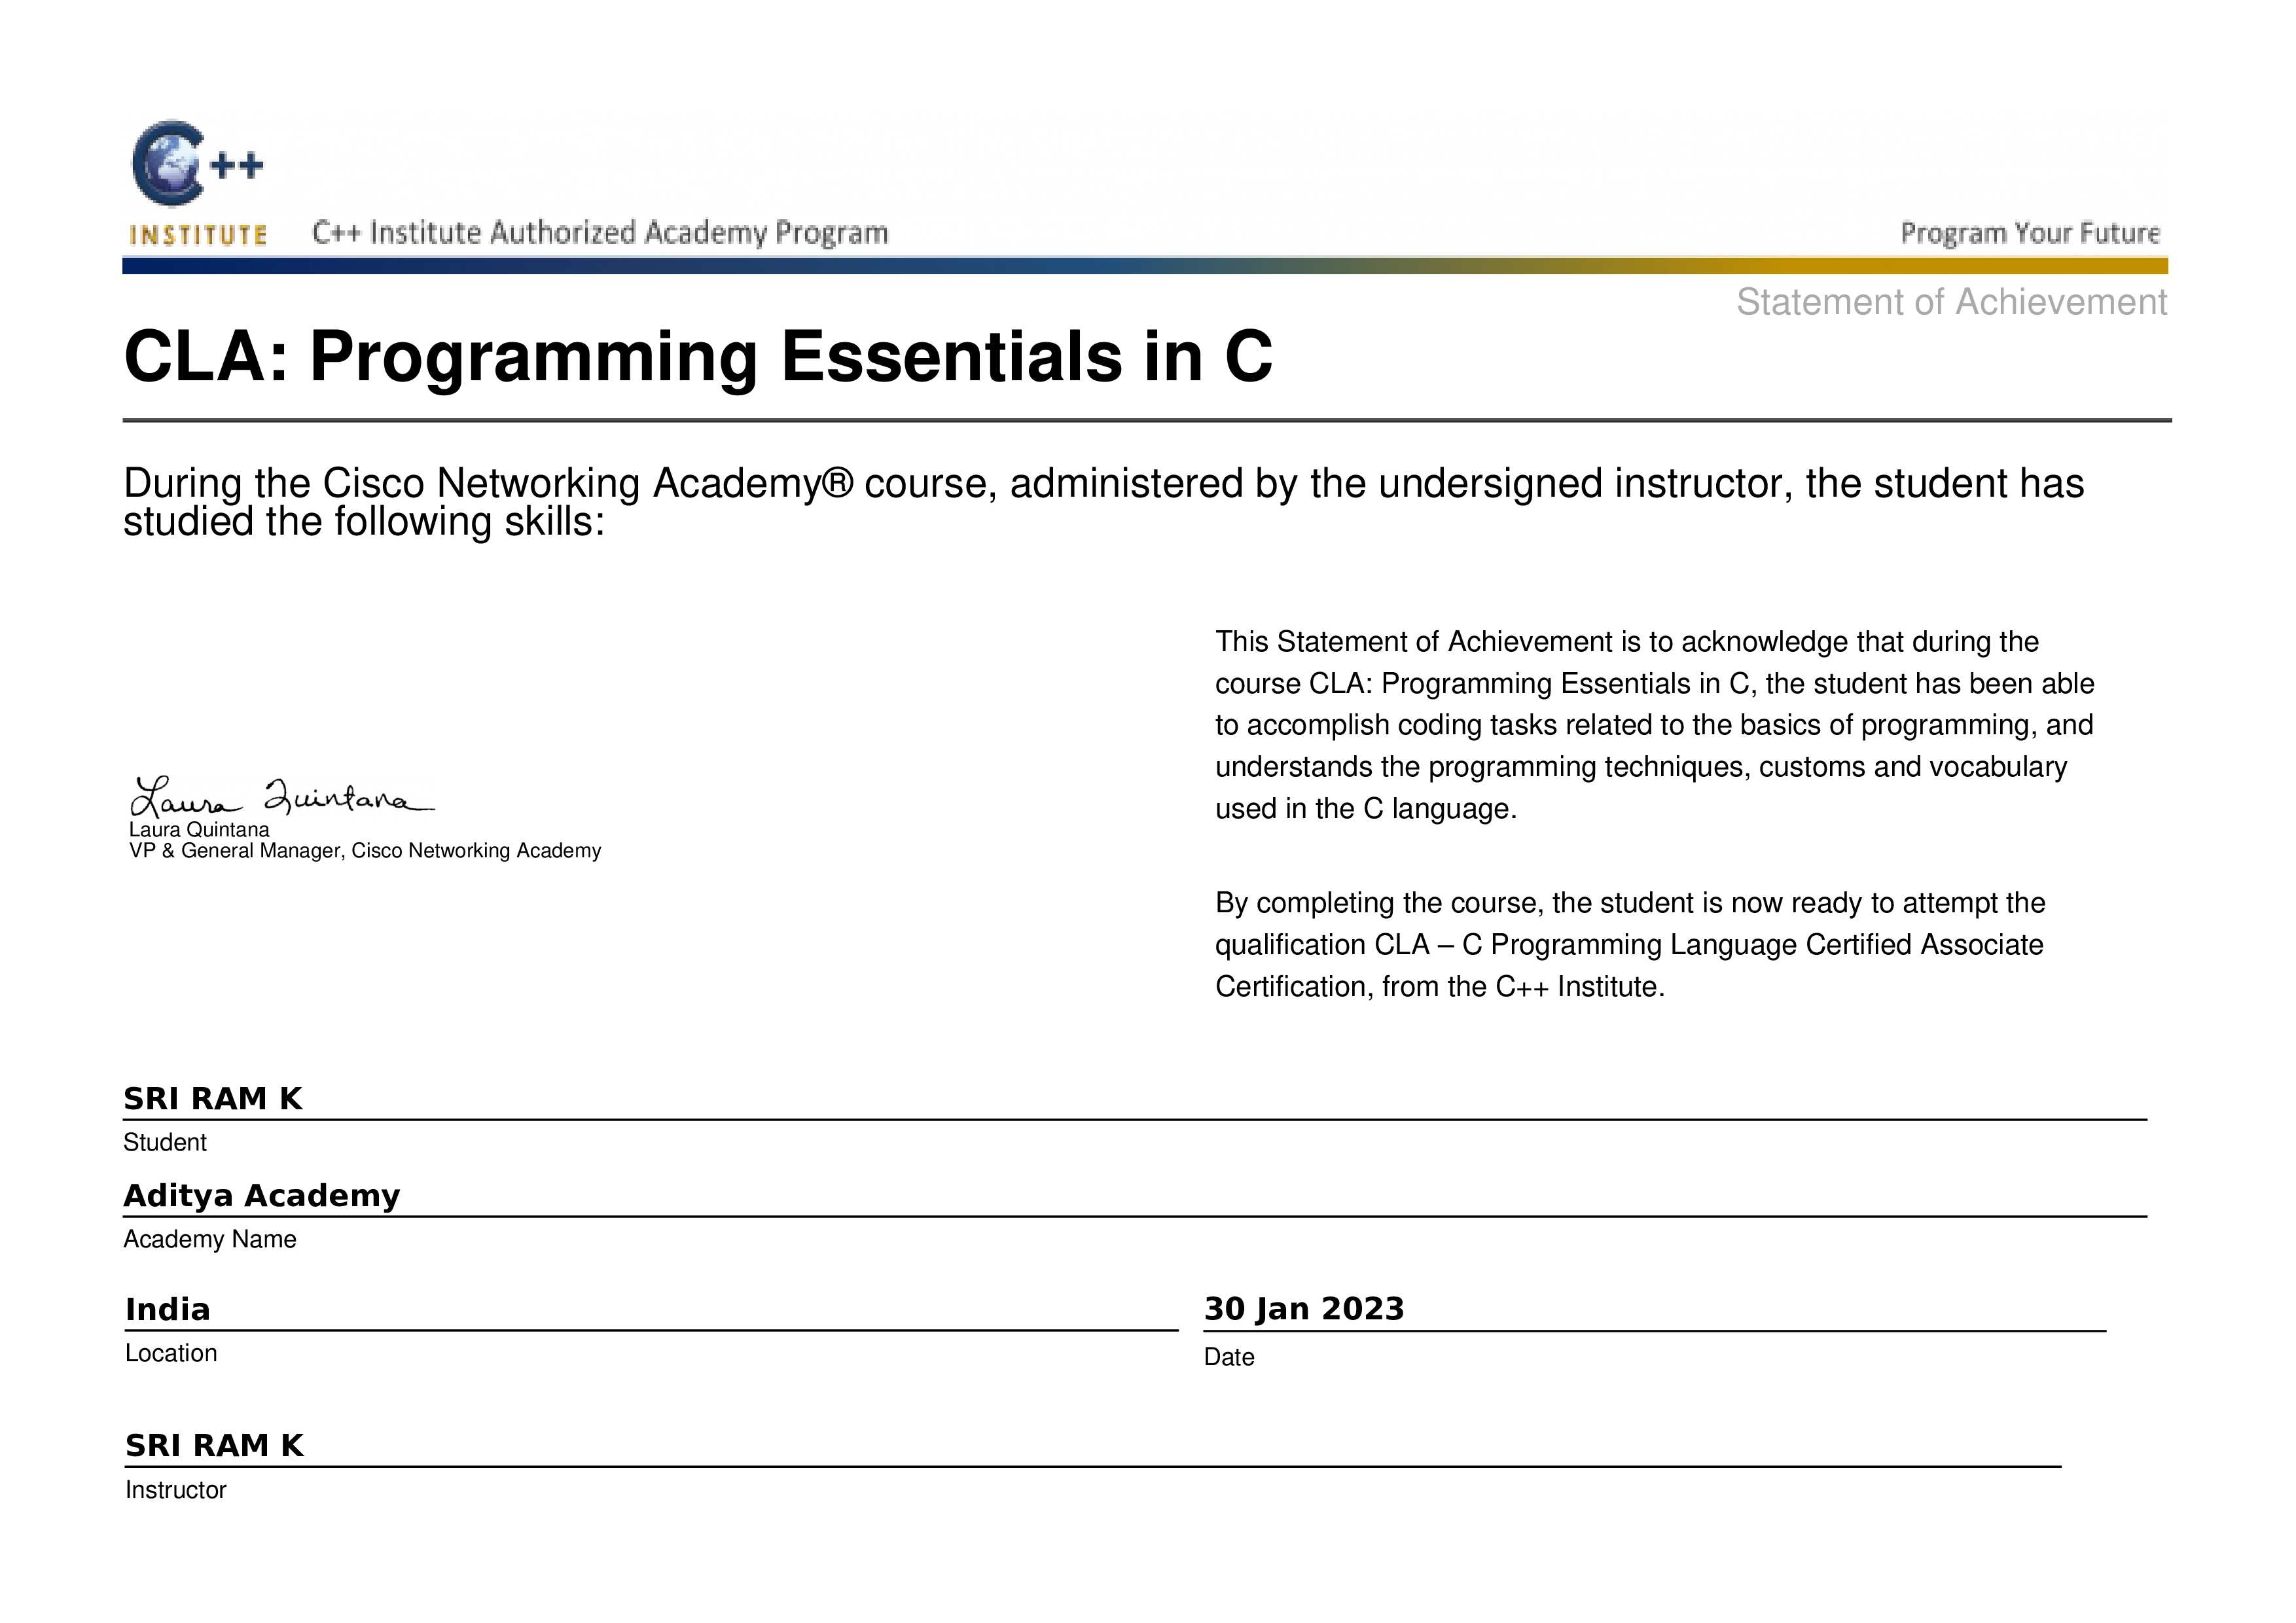 C++
INSTITUTE
C++ Institute Authorized Academy Program
Program Your Future
Statement of Achievement
CLA: Programming Essentials in C
During the Cisco Networking Academy® course, administered by the undersigned instructor, the student has
studied the following skills:
This Statement of Achievement is to acknowledge that during the
course CLA: Programming Essentials in C, the student has been able
to accomplish coding tasks related to the basics of programming, and
understands the programming techniques, customs and vocabulary
used in the C language.
Laura Quintana
Laura Quintana
VP & General Manager, Cisco Networking Academy
By completing the course, the student is now ready to attempt the
qualification CLA – C Programming Language Certified Associate
Certification, from the C++ Institute.
SRI RAM K
Student
Aditya Academy
Academy Name
India
Location
30 Jan 2023
Date
SRI RAM K
Instructor